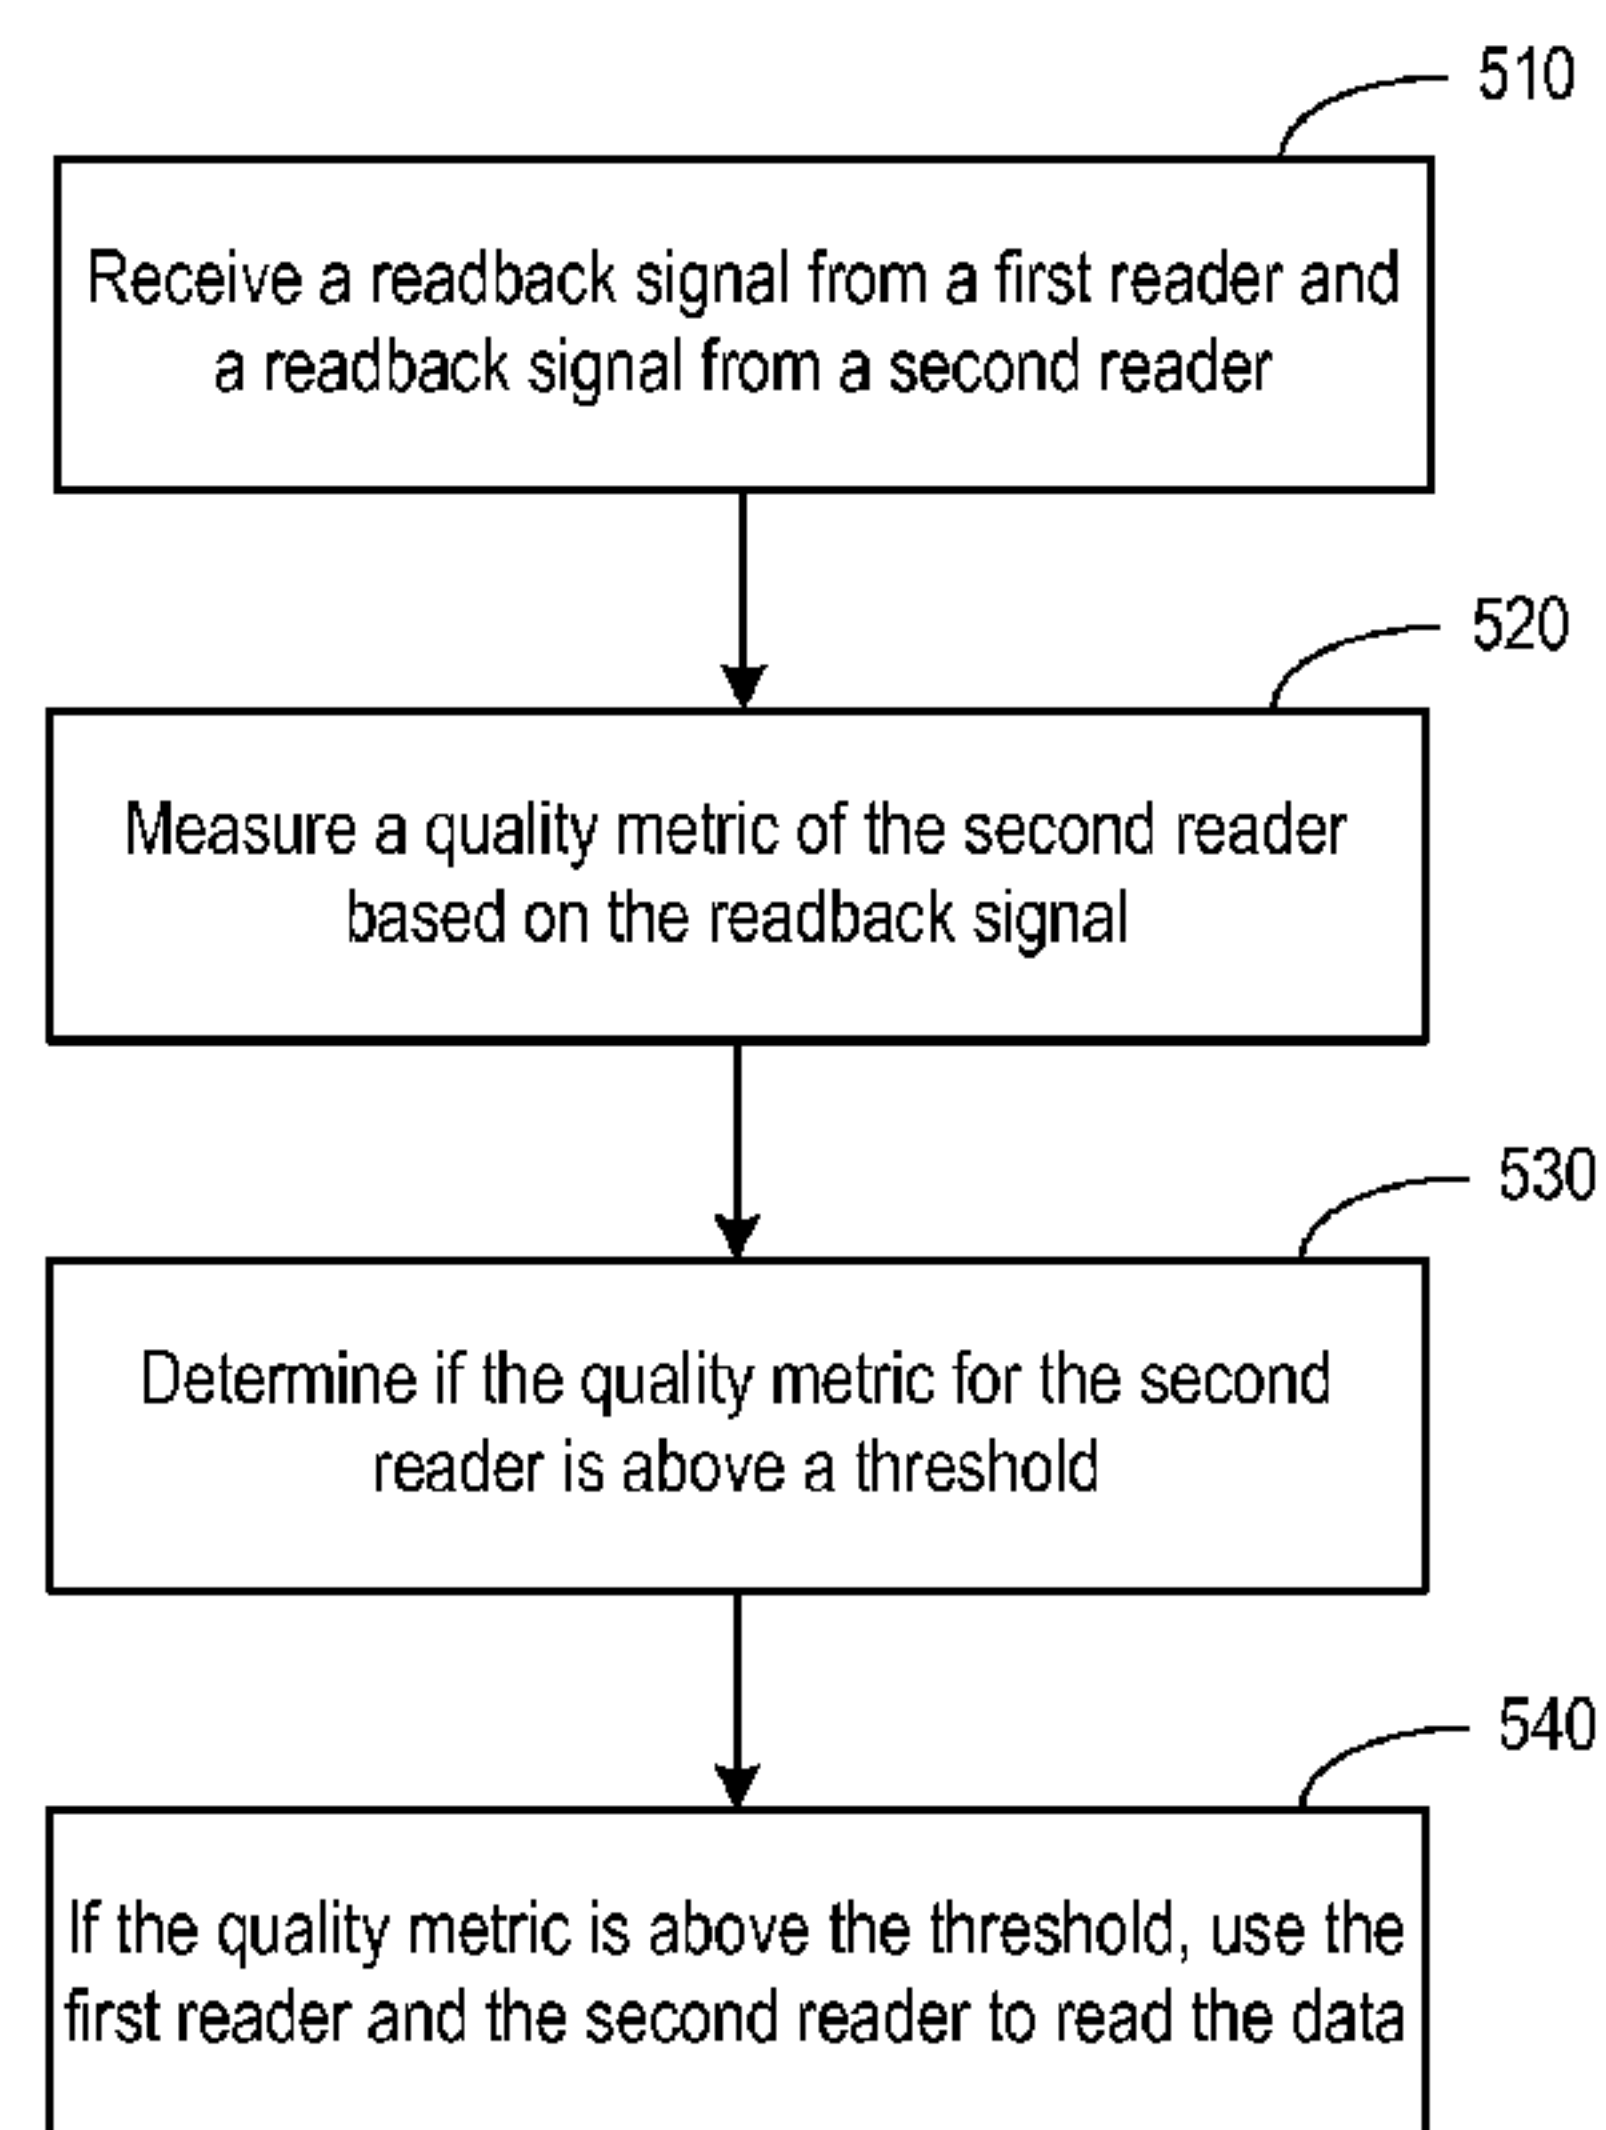 510
Receive a readback signal from a first reader and
a readback signal from a second reader
520
Measure a quality metric of the second reader
based on the readback signal
530
Determine if the quality metric for the second
reader is above a threshold
540
If the quality metric is above the threshold, use the
first reader and the second reader to read the data